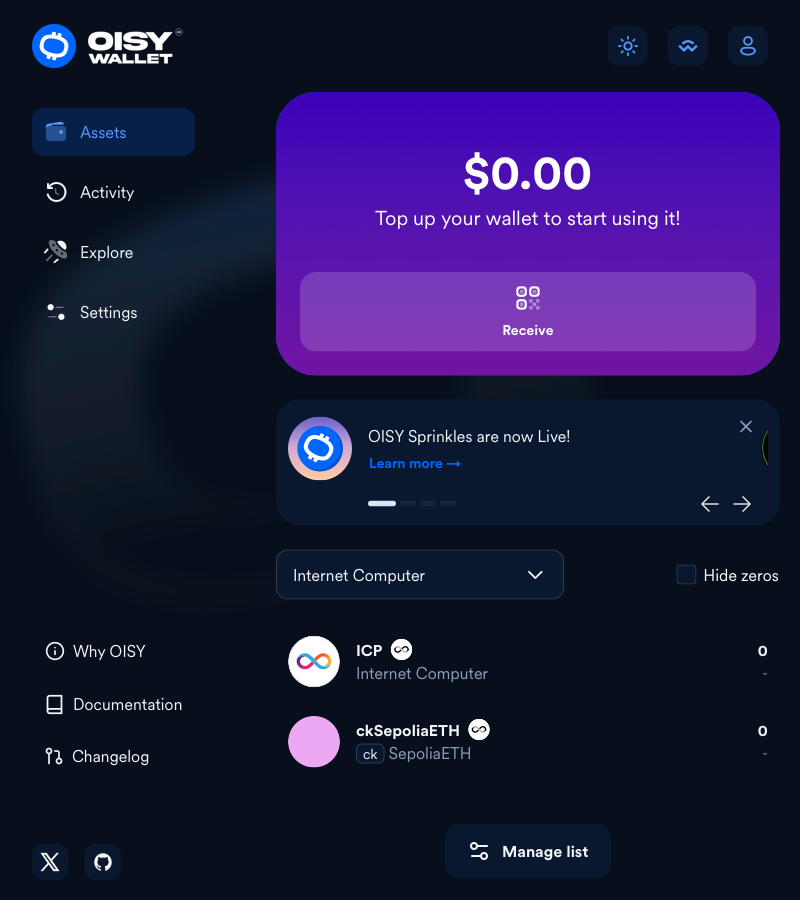 OISY
WALLET
Assets
Activity
Explore
Settings
$0.00
Top up your wallet to start using it!
Receive
OISY Sprinkles are now Live!
Learn more →
Internet Computer
Hide zeros
ICP
0
Internet Computer
-
ckSepoliaETH
0
ck SepoliaETH
-
Why OISY
Documentation
Changelog
Manage list